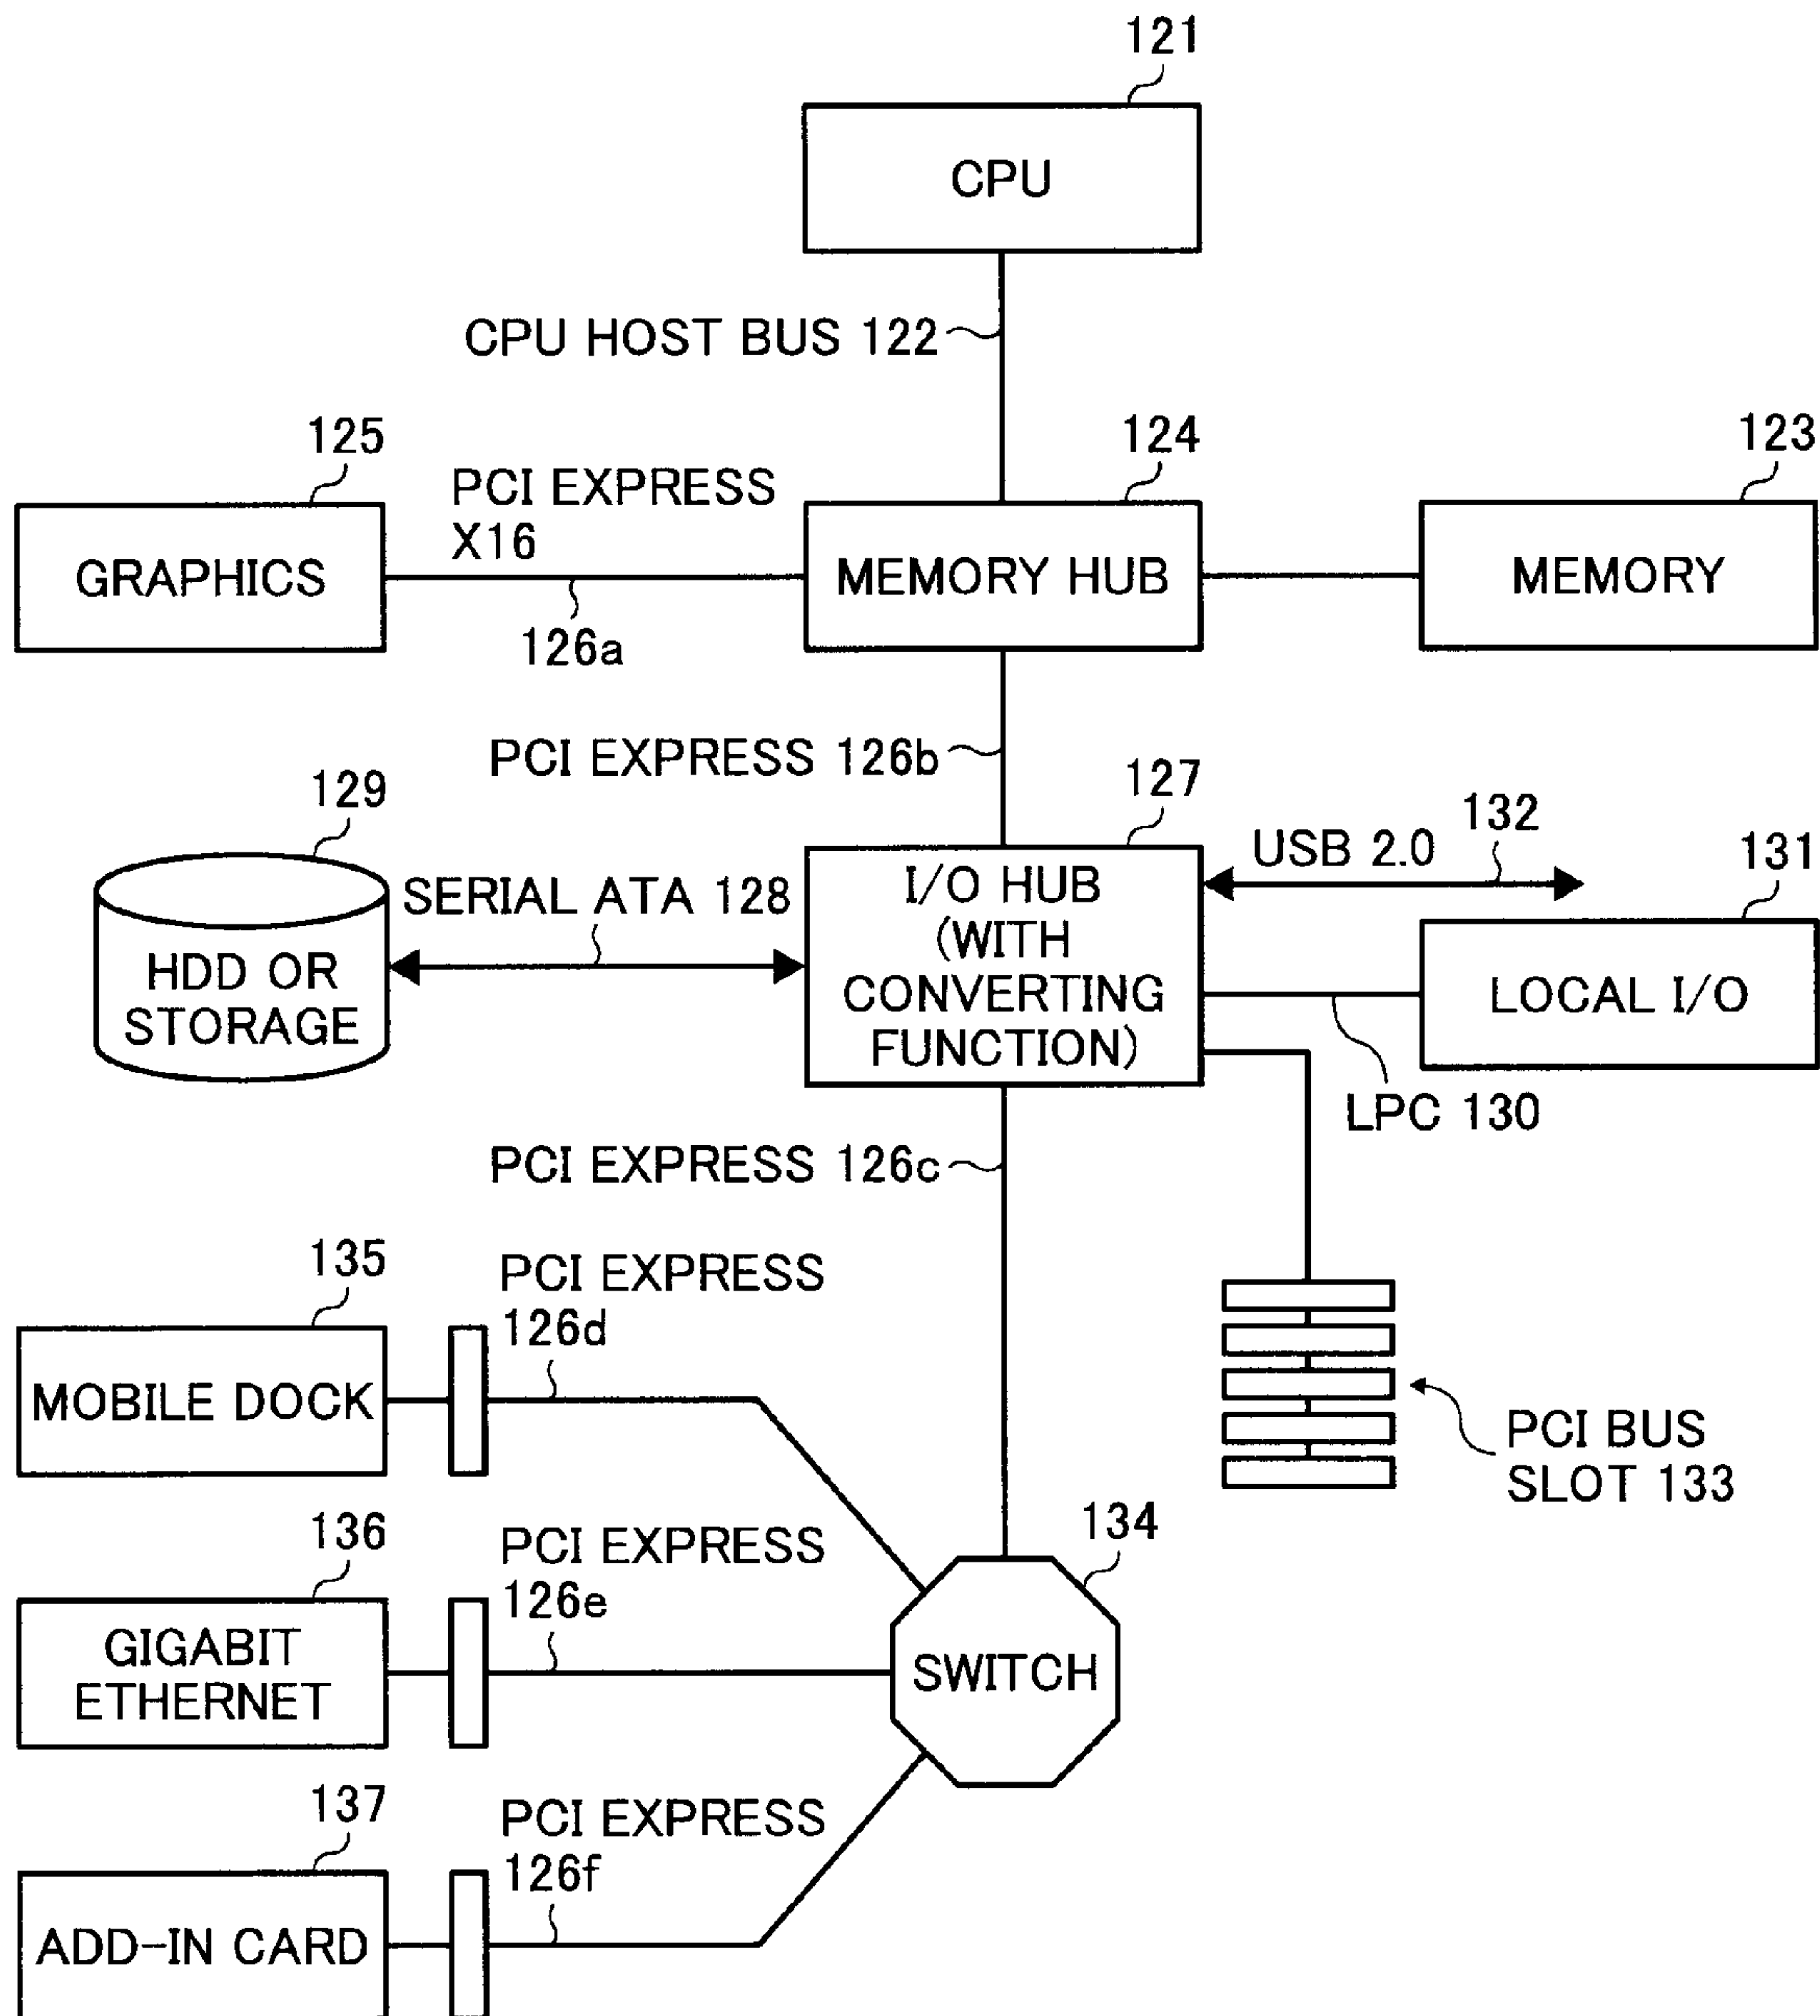 121
CPU
CPU HOST BUS 122
125
124
123
PCI EXPRESS
X16
GRAPHICS
MEMORY HUB
MEMORY
126a
PCI EXPRESS 126b
129
127
132
USB 2.0
131
SERIAL ATA 128
I/O HUB
(WITH
CONVERTING
FUNCTION)
HDD OR
STORAGE
LOCAL I/O
LPC 130
PCI EXPRESS 126c
135
PCI EXPRESS
126d
MOBILE DOCK
PCI BUS
SLOT 133
136
PCI EXPRESS
126e
134
GIGABIT
ETHERNET
SWITCH
137
PCI EXPRESS
126f
ADD-IN CARD